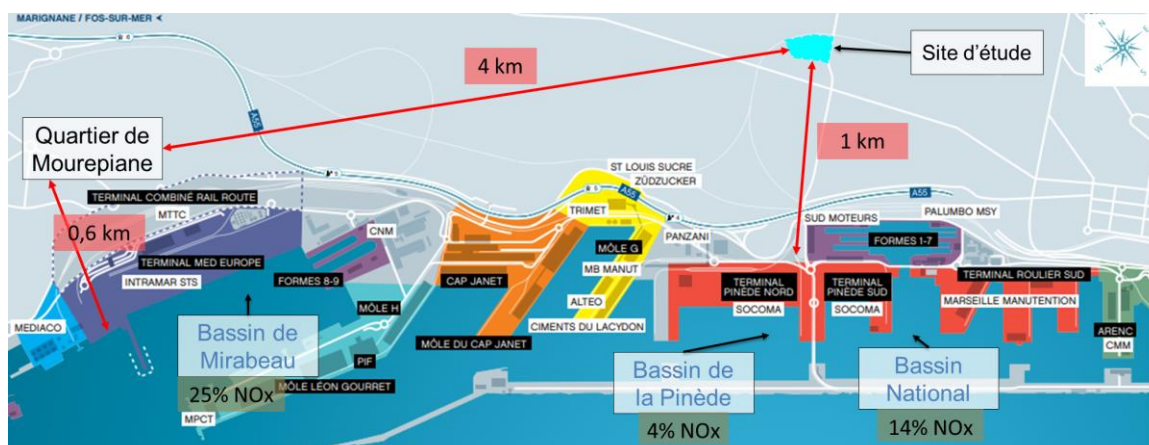 MARIGNANE / FOS-SUR-MER <
N
E
S
W
A55
4 km
Site d'étude
Quartier de
Mourepiane
1 km
ST LOUIS SUCRE
ZÜDZUCKER
A55
A55
TERMINAL COMBINÉ RAIL ROUTE
MTTC
0,6 km
TERMINAL MED EUROPE
INTRAMAR STS
CNM
FORMES 8-9
MÔLE H
CAP JANET
TRIMET
MÔLE G
MB MANUT
ALTEO
CIMENTS DU LACYDON
MÔLE DU CAP JANET
PANZANI
SUD MOTEURS
PALUMBO MSY
FORMES 1-7
TERMINAL
PINÈDE NORD
SOCOMA
TERMINAL
PINÈDE SUD
SOCOMA
TERMINAL ROULIER SUD
MARSEILLE MANUTENTION
ARENC
CMM
MEDIACO
Bassin de
Mirabeau
25% NOx
PIF
MÔLE LÉON GOURRET
MPCT
Bassin de
la Pinède
4% NOx
Bassin
National
14% NOx